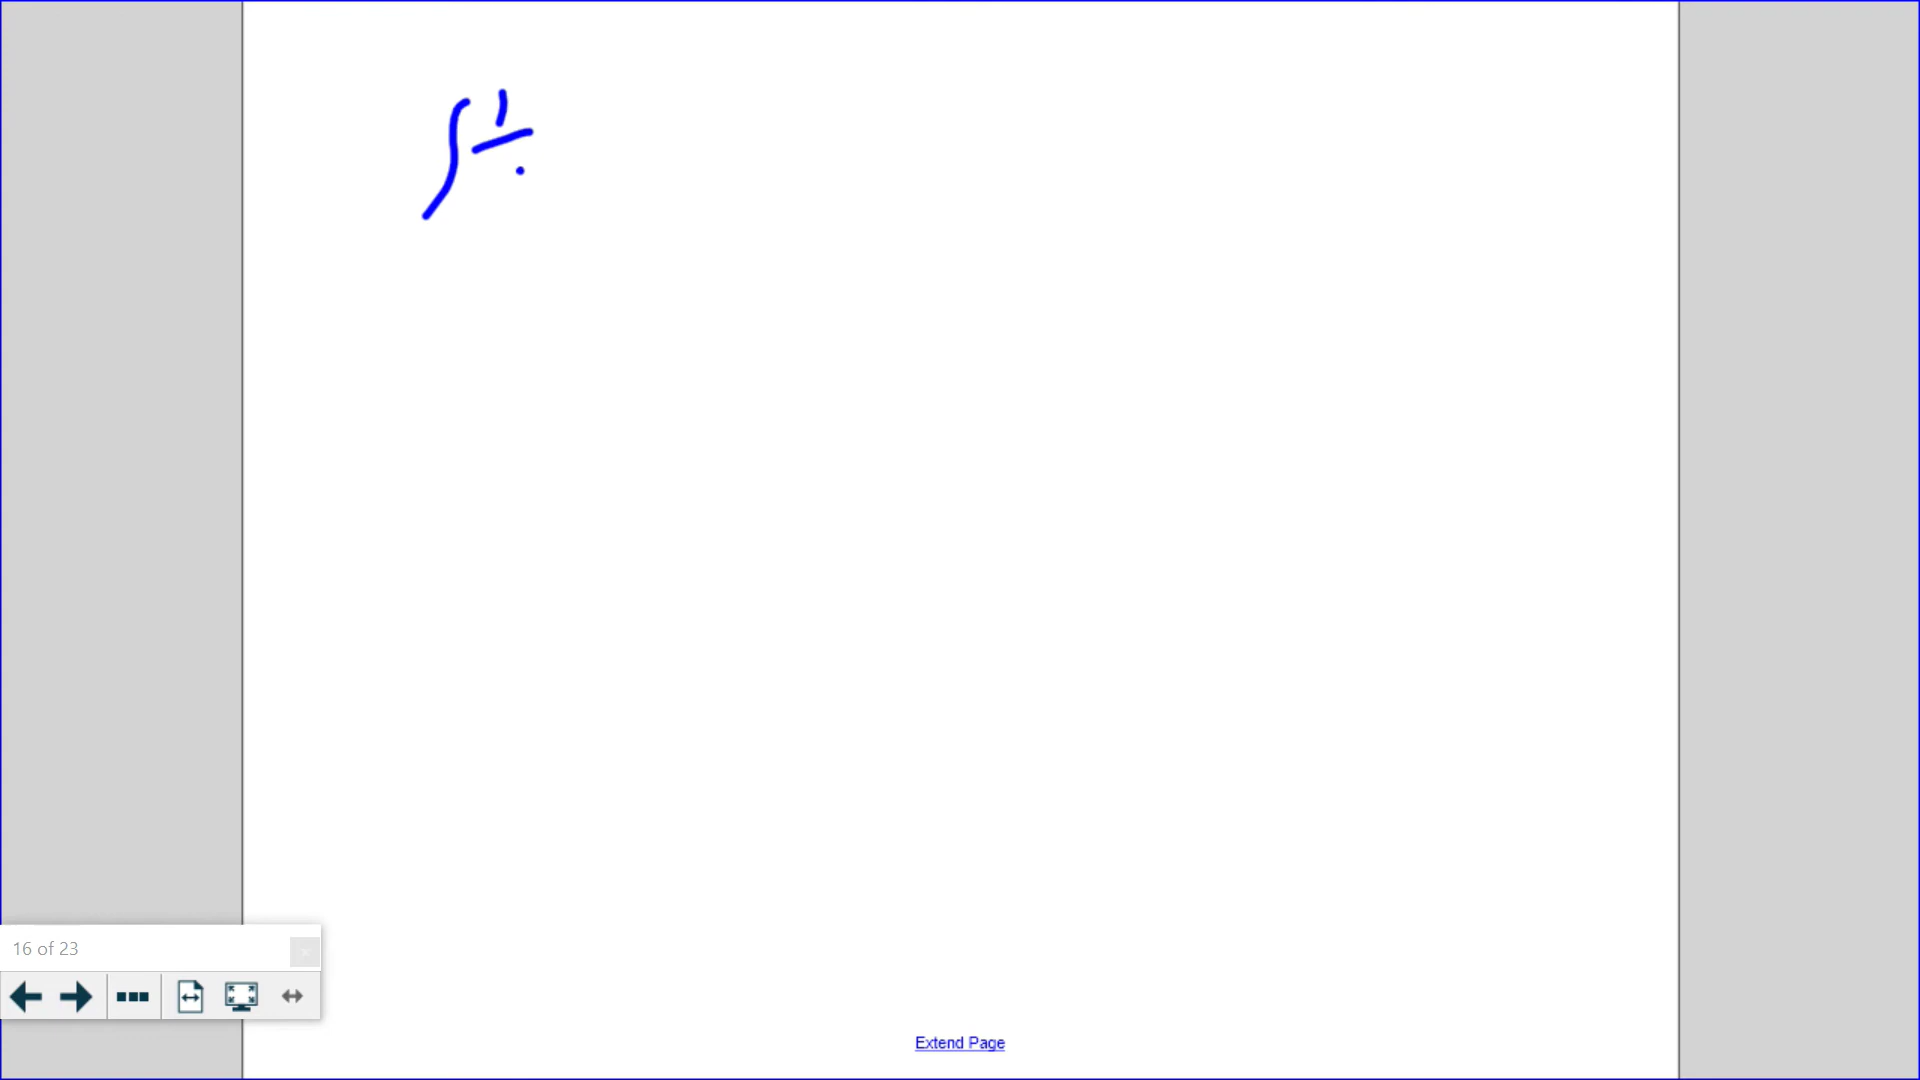 ∫ 1/
16 of 23
Extend Page